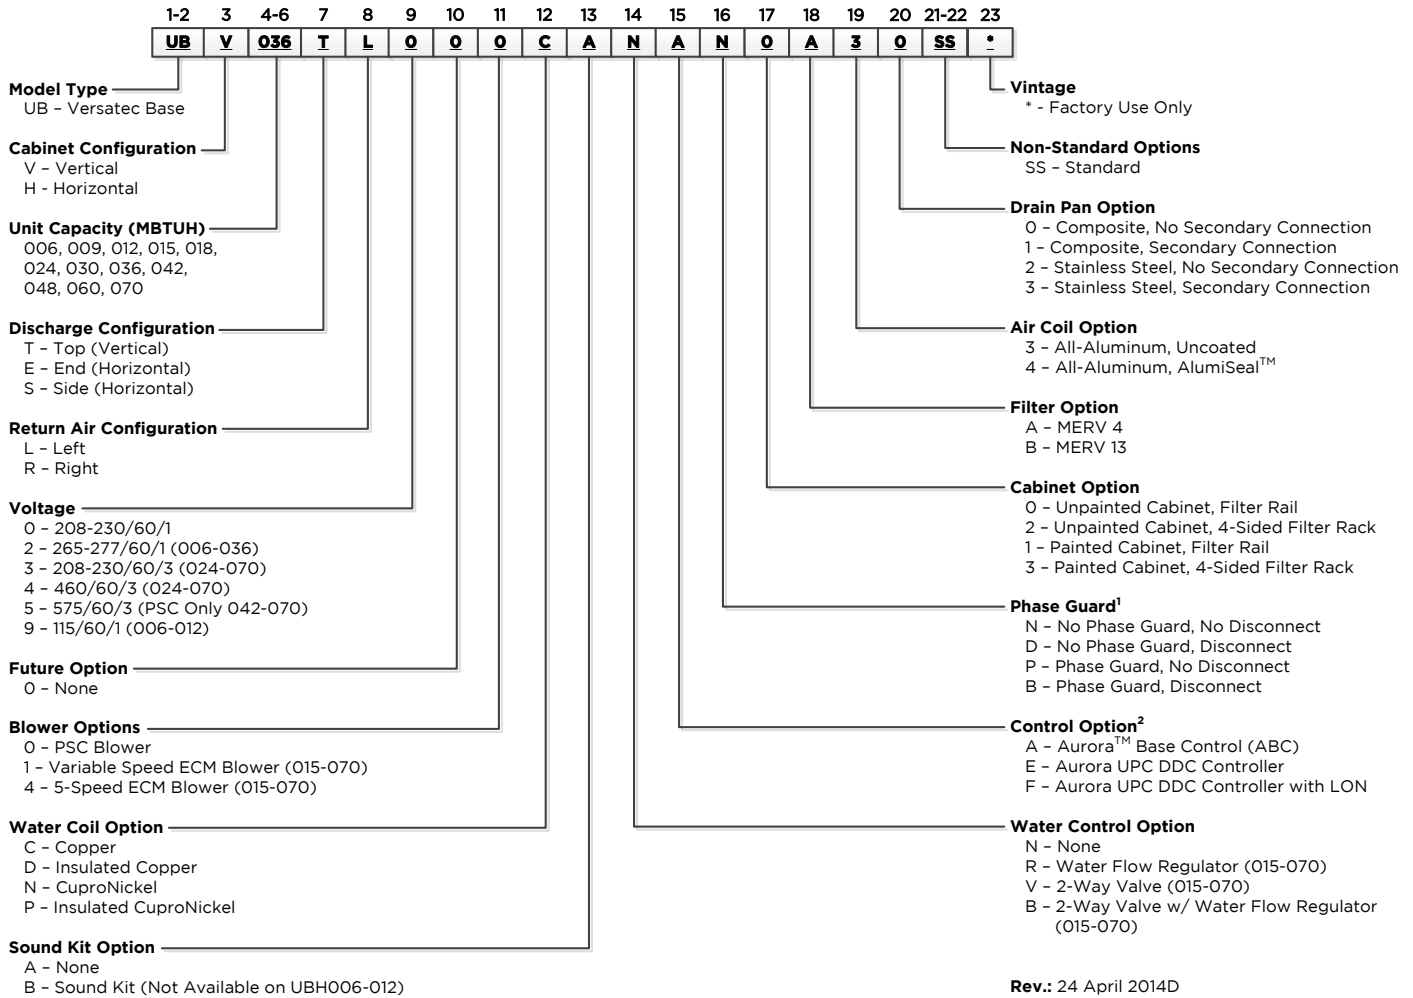 1-2 3 4-6 7 8 9 10 11 12 13 14 15 16 17 18 19 20 21-22 23
UB V 036 T L 0 0 0 C A N A N 0 A 3 0 SS *
Model Type
UB – Versatec Base
Cabinet Configuration
V – Vertical
H - Horizontal
Unit Capacity (MBTUH)
006, 009, 012, 015, 018,
024, 030, 036, 042,
048, 060, 070
Discharge Configuration
T – Top (Vertical)
E – End (Horizontal)
S – Side (Horizontal)
Return Air Configuration
L – Left
R – Right
Voltage
0 – 208-230/60/1
2 – 265-277/60/1 (006-036)
3 – 208-230/60/3 (024-070)
4 – 460/60/3 (024-070)
5 – 575/60/3 (PSC Only 042-070)
9 – 115/60/1 (006-012)
Future Option
0 – None
Blower Options
0 – PSC Blower
1 – Variable Speed ECM Blower (015-070)
4 – 5-Speed ECM Blower (015-070)
Water Coil Option
C – Copper
D – Insulated Copper
N – CuproNickel
P – Insulated CuproNickel
Sound Kit Option
A – None
B – Sound Kit (Not Available on UBH006-012)
Vintage
* - Factory Use Only
Non-Standard Options
SS – Standard
Drain Pan Option
0 – Composite, No Secondary Connection
1 – Composite, Secondary Connection
2 – Stainless Steel, No Secondary Connection
3 – Stainless Steel, Secondary Connection
Air Coil Option
3 – All-Aluminum, Uncoated
4 – All-Aluminum, AlumiSeal™
Filter Option
A – MERV 4
B – MERV 13
Cabinet Option
0 – Unpainted Cabinet, Filter Rail
2 – Unpainted Cabinet, 4-Sided Filter Rack
1 – Painted Cabinet, Filter Rail
3 – Painted Cabinet, 4-Sided Filter Rack
Phase Guard¹
N – No Phase Guard, No Disconnect
D – No Phase Guard, Disconnect
P – Phase Guard, No Disconnect
B – Phase Guard, Disconnect
Control Option²
A – Aurora™ Base Control (ABC)
E – Aurora UPC DDC Controller
F – Aurora UPC DDC Controller with LON
Water Control Option
N – None
R – Water Flow Regulator (015-070)
V – 2-Way Valve (015-070)
B – 2-Way Valve w/ Water Flow Regulator
(015-070)
Rev.: 24 April 2014D